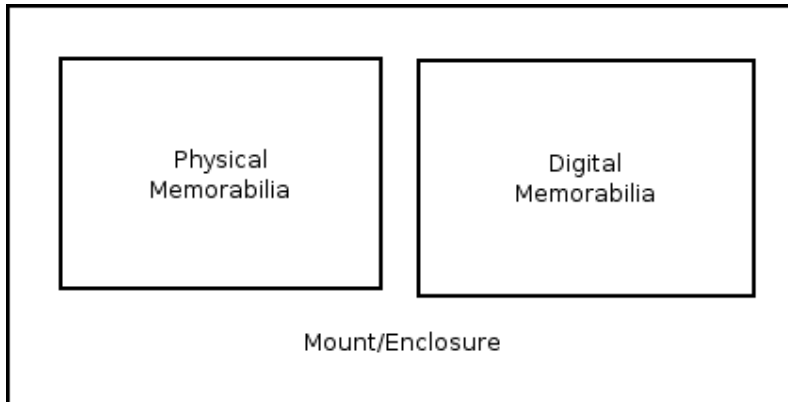 Physical
Memorabilia
Digital
Memorabilia
Mount/Enclosure